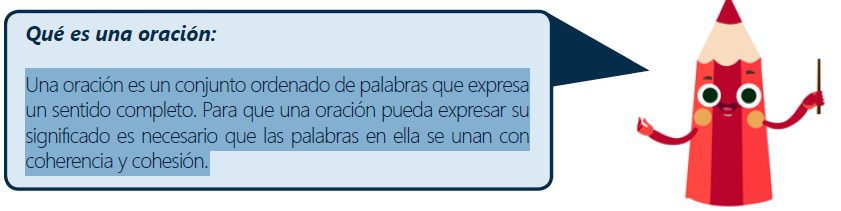 Qué es una oración:
Una oración es un conjunto ordenado de palabras que expresa
un sentido completo. Para que una oración pueda expresar su
significado es necesario que las palabras en ella se unan con
coherencia y cohesión.